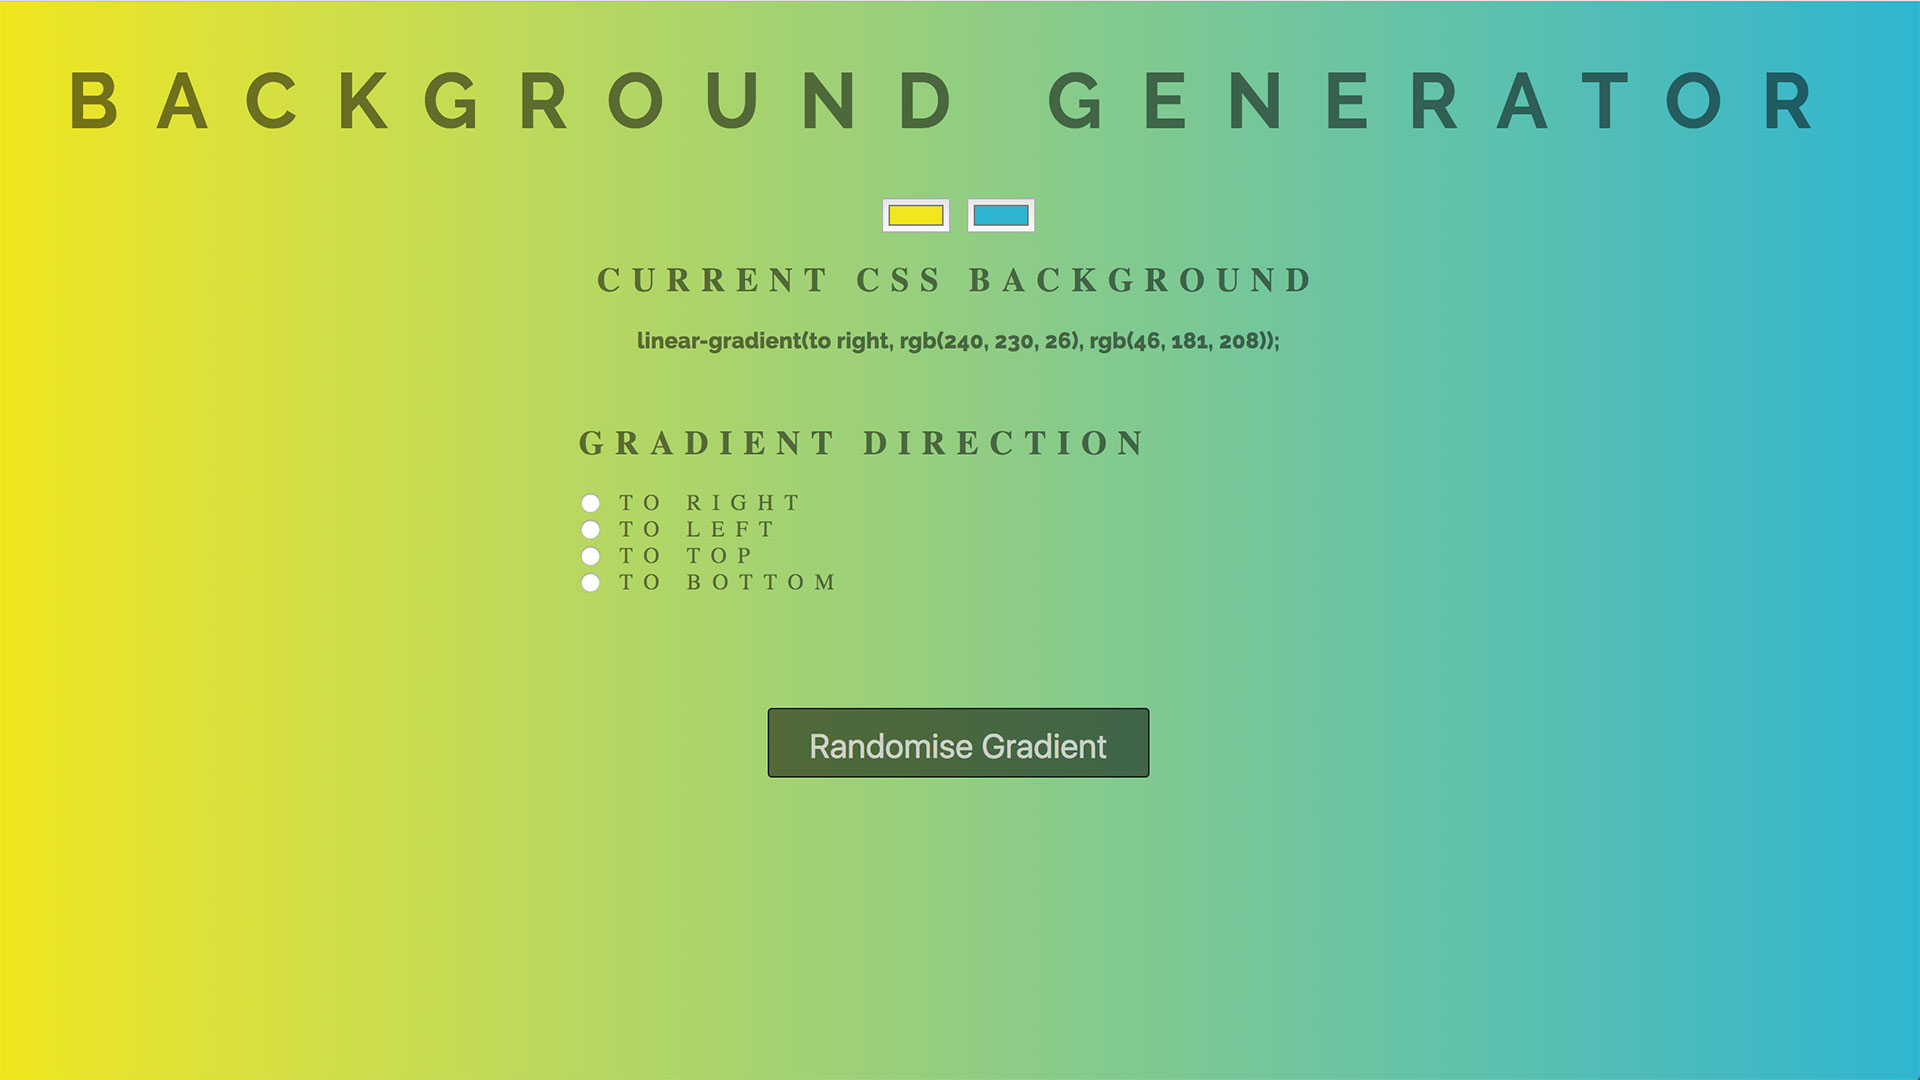 BACKGROUND GENERATOR
CURRENT CSS BACKGROUND
linear-gradient(to right, rgb(240, 230, 26), rgb(46, 181, 208));
GRADIENT DIRECTION
TO RIGHT
TO LEFT
TO TOP
TO BOTTOM
Randomise Gradient